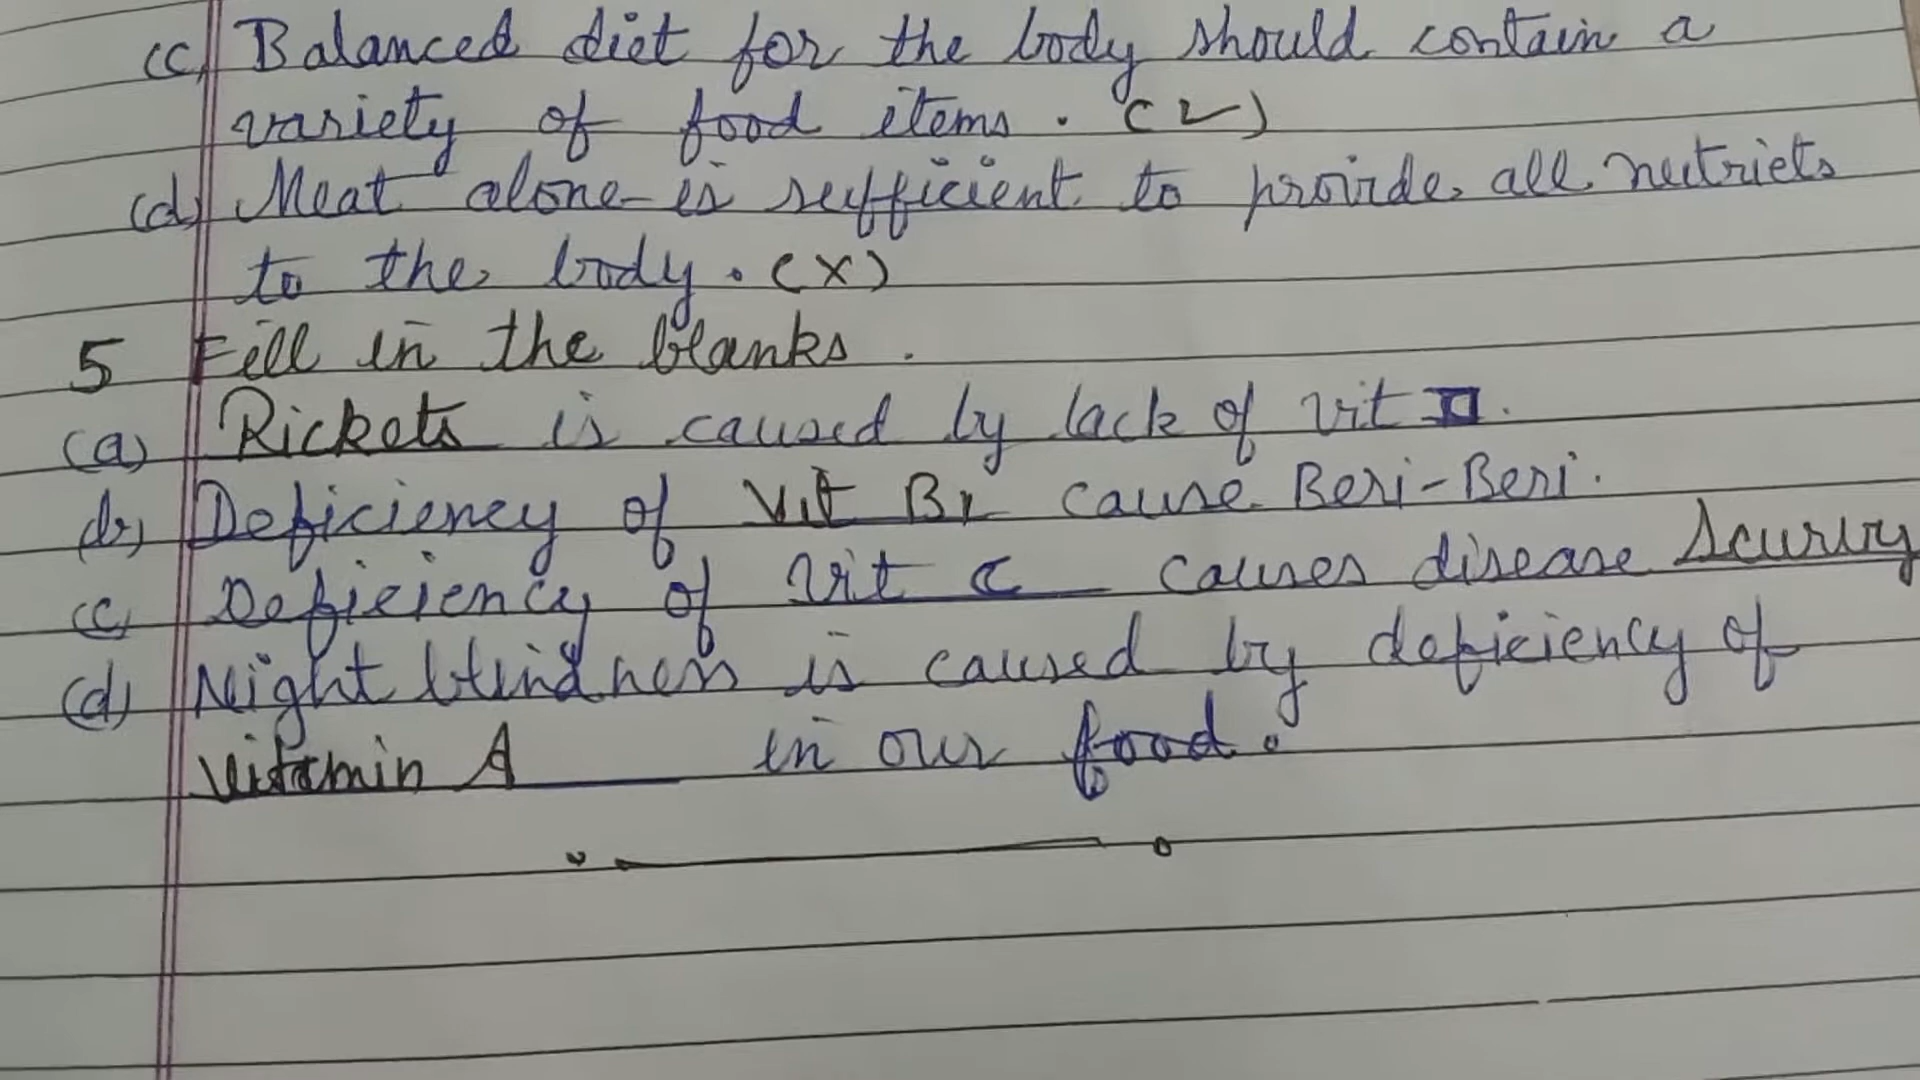 (c) Balanced diet for the body should contain a
variety of food items. (✓)
(d) Meat alone is sufficient to proivde all nutriets
to the body. (X)
5 Fill in the blanks.
(a) Rickets is caused by lack of vit D.
(b) Deficiency of Vit B1 cause Beri-Beri.
(c) Deficiency of Vit C causes disease Scurvy
(d) Night blindness is caused by deficiency of
Vitamin A in our food.